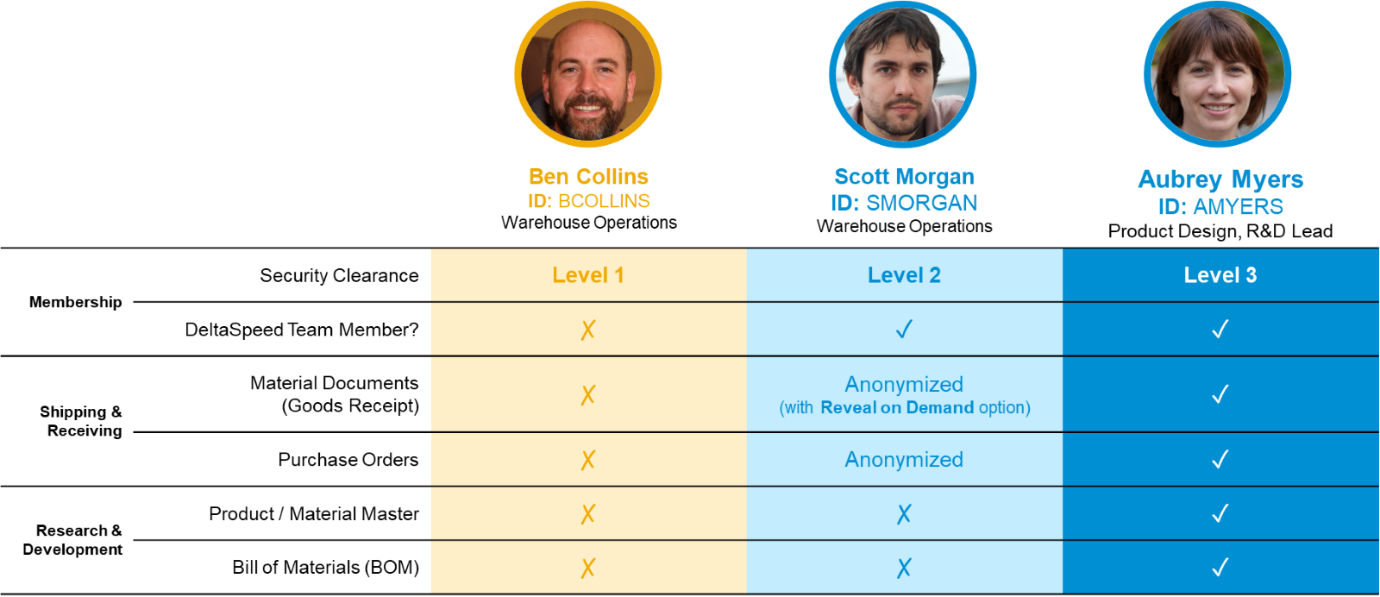 Ben Collins
ID: BCOLLINS
Warehouse Operations
Scott Morgan
ID: SMORGAN
Warehouse Operations
Aubrey Myers
ID: AMYERS
Product Design, R&D Lead
Membership
Security Clearance
Level 1
Level 2
Level 3
DeltaSpeed Team Member?
✗
✓
✓
Shipping &
Receiving
Material Documents
(Goods Receipt)
✗
Anonymized
(with Reveal on Demand option)
✓
Purchase Orders
✗
Anonymized
✓
Research &
Development
Product / Material Master
✗
✗
✓
Bill of Materials (BOM)
✗
✗
✓